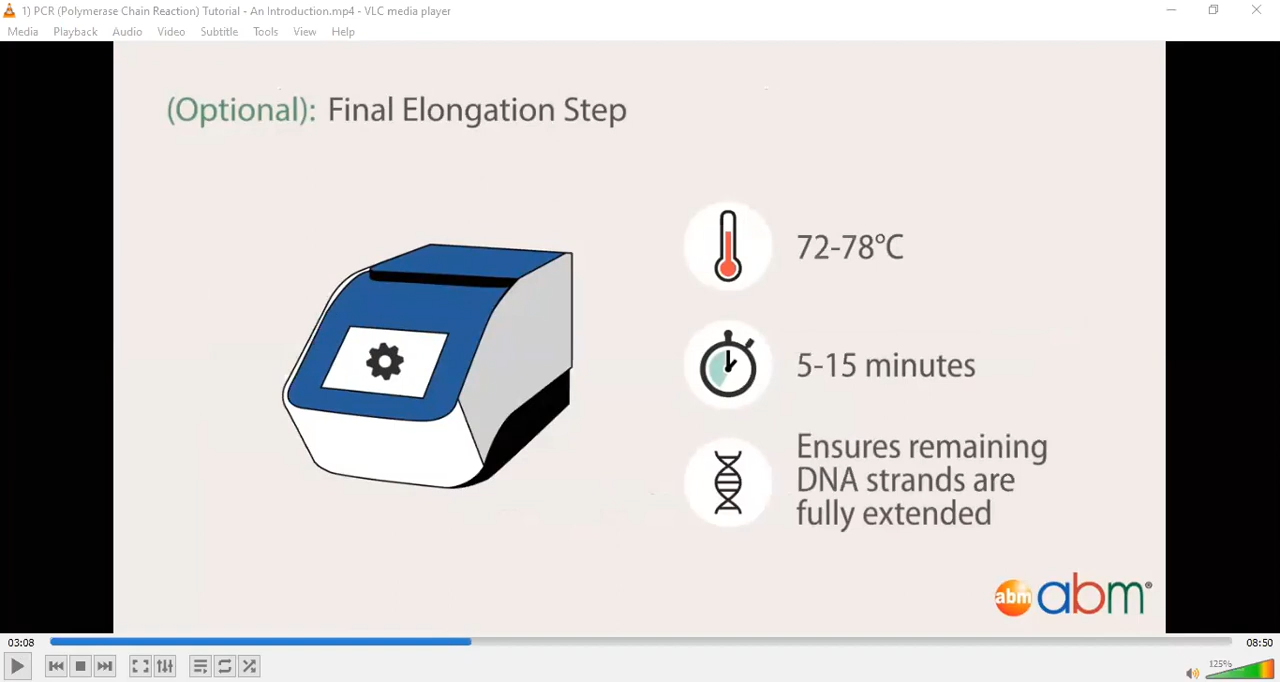 1) PCR (Polymerase Chain Reaction) Tutorial - An Introduction.mp4 - VLC media player
Media Playback Audio Video Subtitle Tools View Help
(Optional): Final Elongation Step
72-78°C
5-15 minutes
Ensures remaining
DNA strands are
fully extended
abm abm®
03:08 08:50
125%